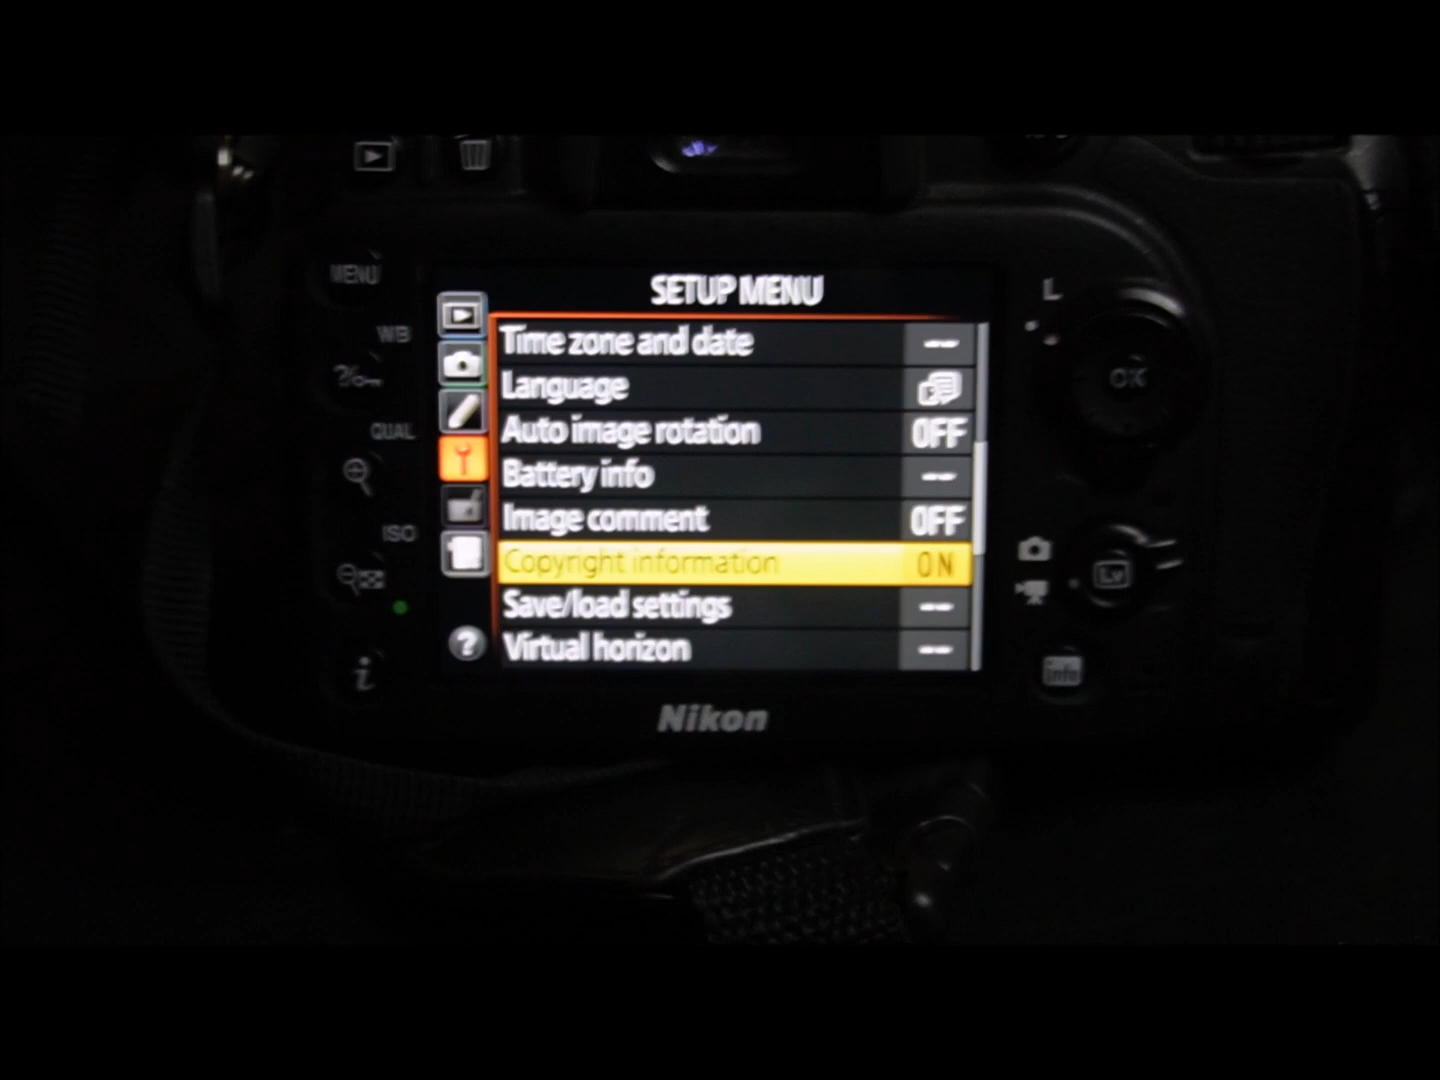 MENU
WB
QUAL
ISO
i
SETUP MENU
Time zone and date --
Language
Auto image rotation OFF
Battery info --
Image comment OFF
Copyright information ON
Save/load settings --
Virtual horizon --
?
Nikon
L
OK
Lv
info